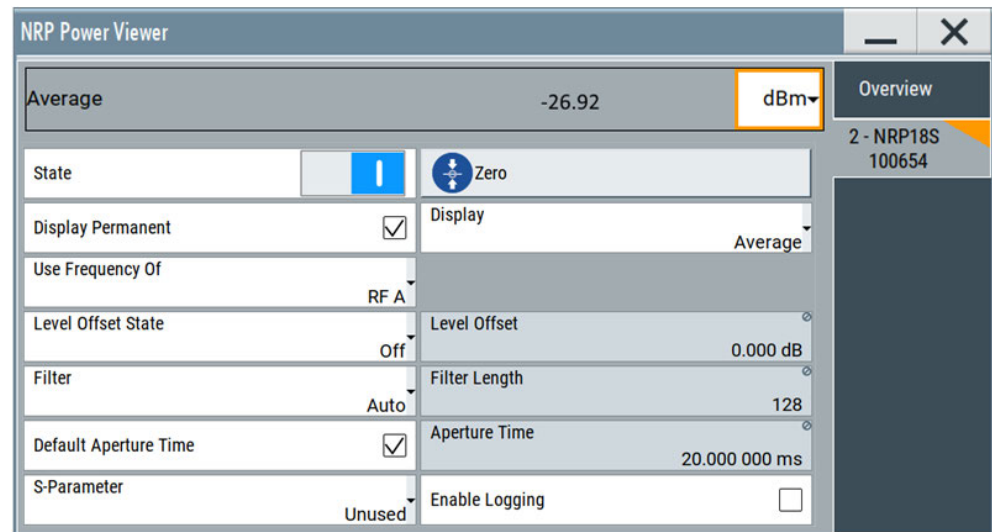 NRP Power Viewer
Average -26.92 dBm
Overview
2 - NRP18S
100654
State
Zero
Display Permanent
Display
Average
Use Frequency Of
RF A
Level Offset State
Off
Level Offset
0.000 dB
Filter
Auto
Filter Length
128
Default Aperture Time
Aperture Time
20.000 000 ms
S-Parameter
Unused
Enable Logging